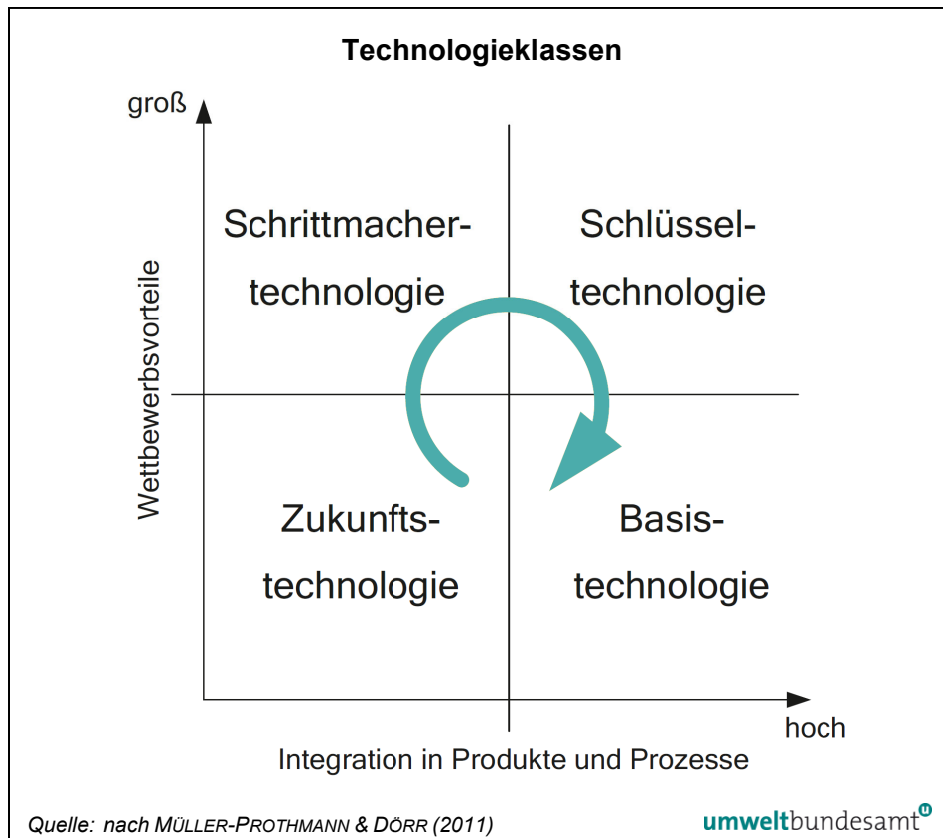 Technologieklassen
groß
Schrittmacher-
technologie
Schlüssel-
technologie
Wettbewerbsvorteile
Zukunfts-
technologie
Basis-
technologie
hoch
Integration in Produkte und Prozesse
Quelle: nach MÜLLER-PROTHMANN & DÖRR (2011)
umweltbundesamt